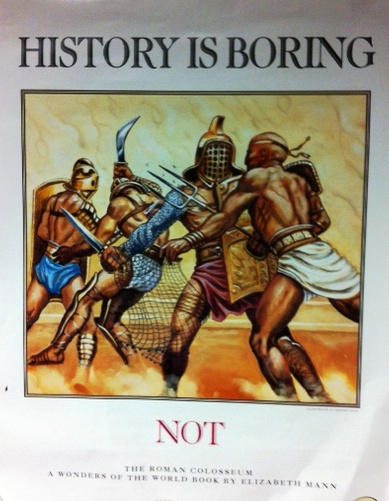 HISTORY IS BORING
NOT
THE ROMAN COLOSSEUM
A WONDERS OF THE WORLD BOOK BY ELIZABETH MANN